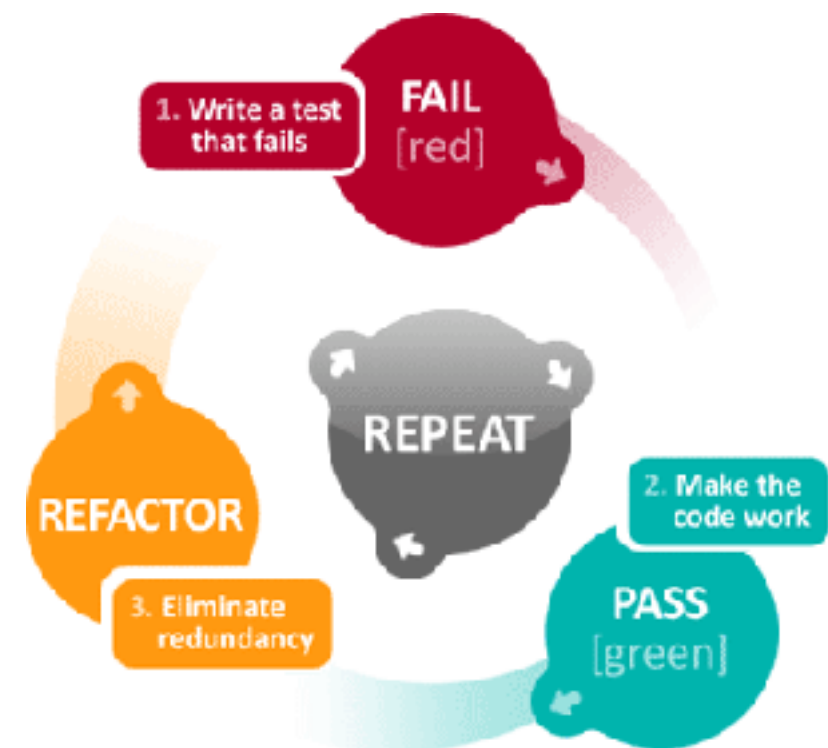 1. Write a test
that fails
FAIL
[red]
REPEAT
2. Make the
code work
PASS
[green]
REFACTOR
3. Eliminate
redundancy